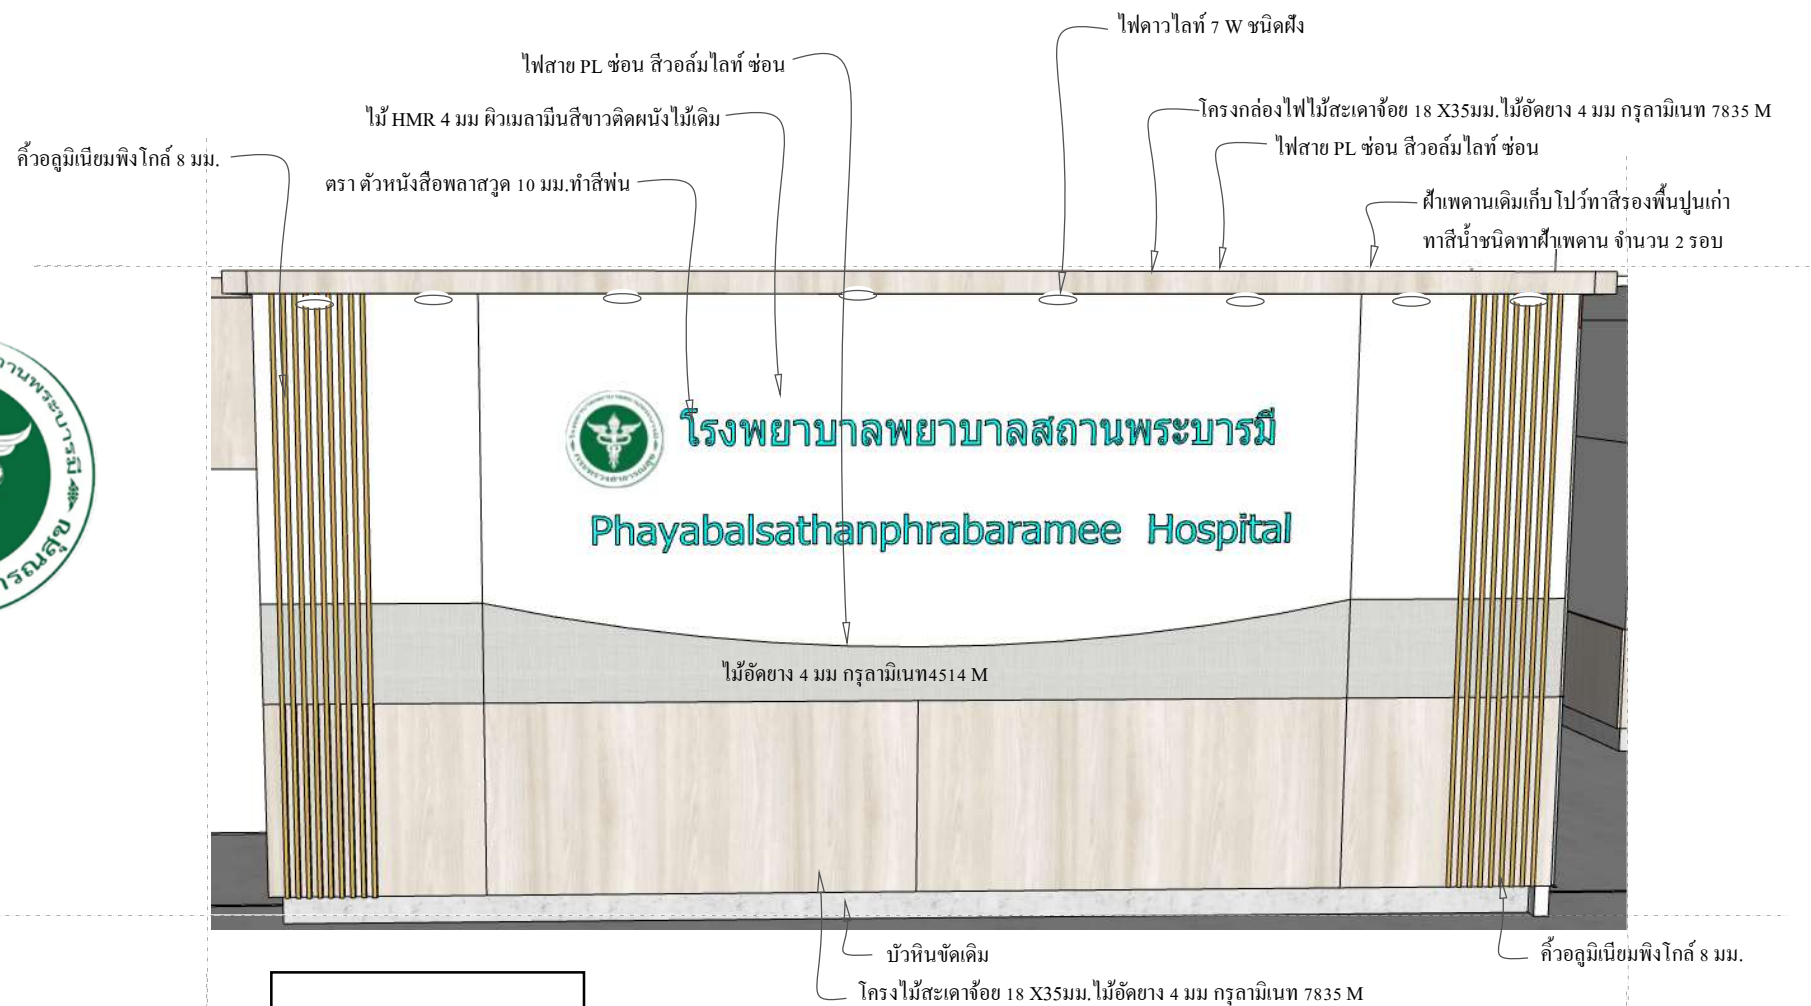 ไฟดาวไลท์ 7 W ชนิดฝัง
ไฟสาย PL ซ่อน สีวอล์มไลท์ ซ่อน
โครงกล่องไฟไม้สะเดาจ้อย 18 X35มม.ไม้อัดยาง 4 มม กรุลามิเนท 7835 M
ไม้ HMR 4 มม ผิวเมลามีนสีขาวติดผนังไม้เดิม
ไฟสาย PL ซ่อน สีวอล์มไลท์ ซ่อน
คิ้วอลูมิเนียมพิงโกล์ 8 มม.
ตรา ตัวหนังสือพลาสวูด 10 มม.ทำสีพ่น
ฝ้าเพดานเดิมเก็บโปว์ทาสีรองพื้นปูนเก่า
ทาสีน้ำชนิดทาฝ้าเพดาน จำนวน 2 รอบ
โรงพยาบาลพยาบาลสถานพระบารมี
Phayabalsathanphrabaramee Hospital
ไม้อัดยาง 4 มม กรุลามิเนท4514 M
บัวหินขัดเดิม
คิ้วอลูมิเนียมพิงโกล์ 8 มม.
โครงไม้สะเดาจ้อย 18 X35มม.ไม้อัดยาง 4 มม กรุลามิเนท 7835 M